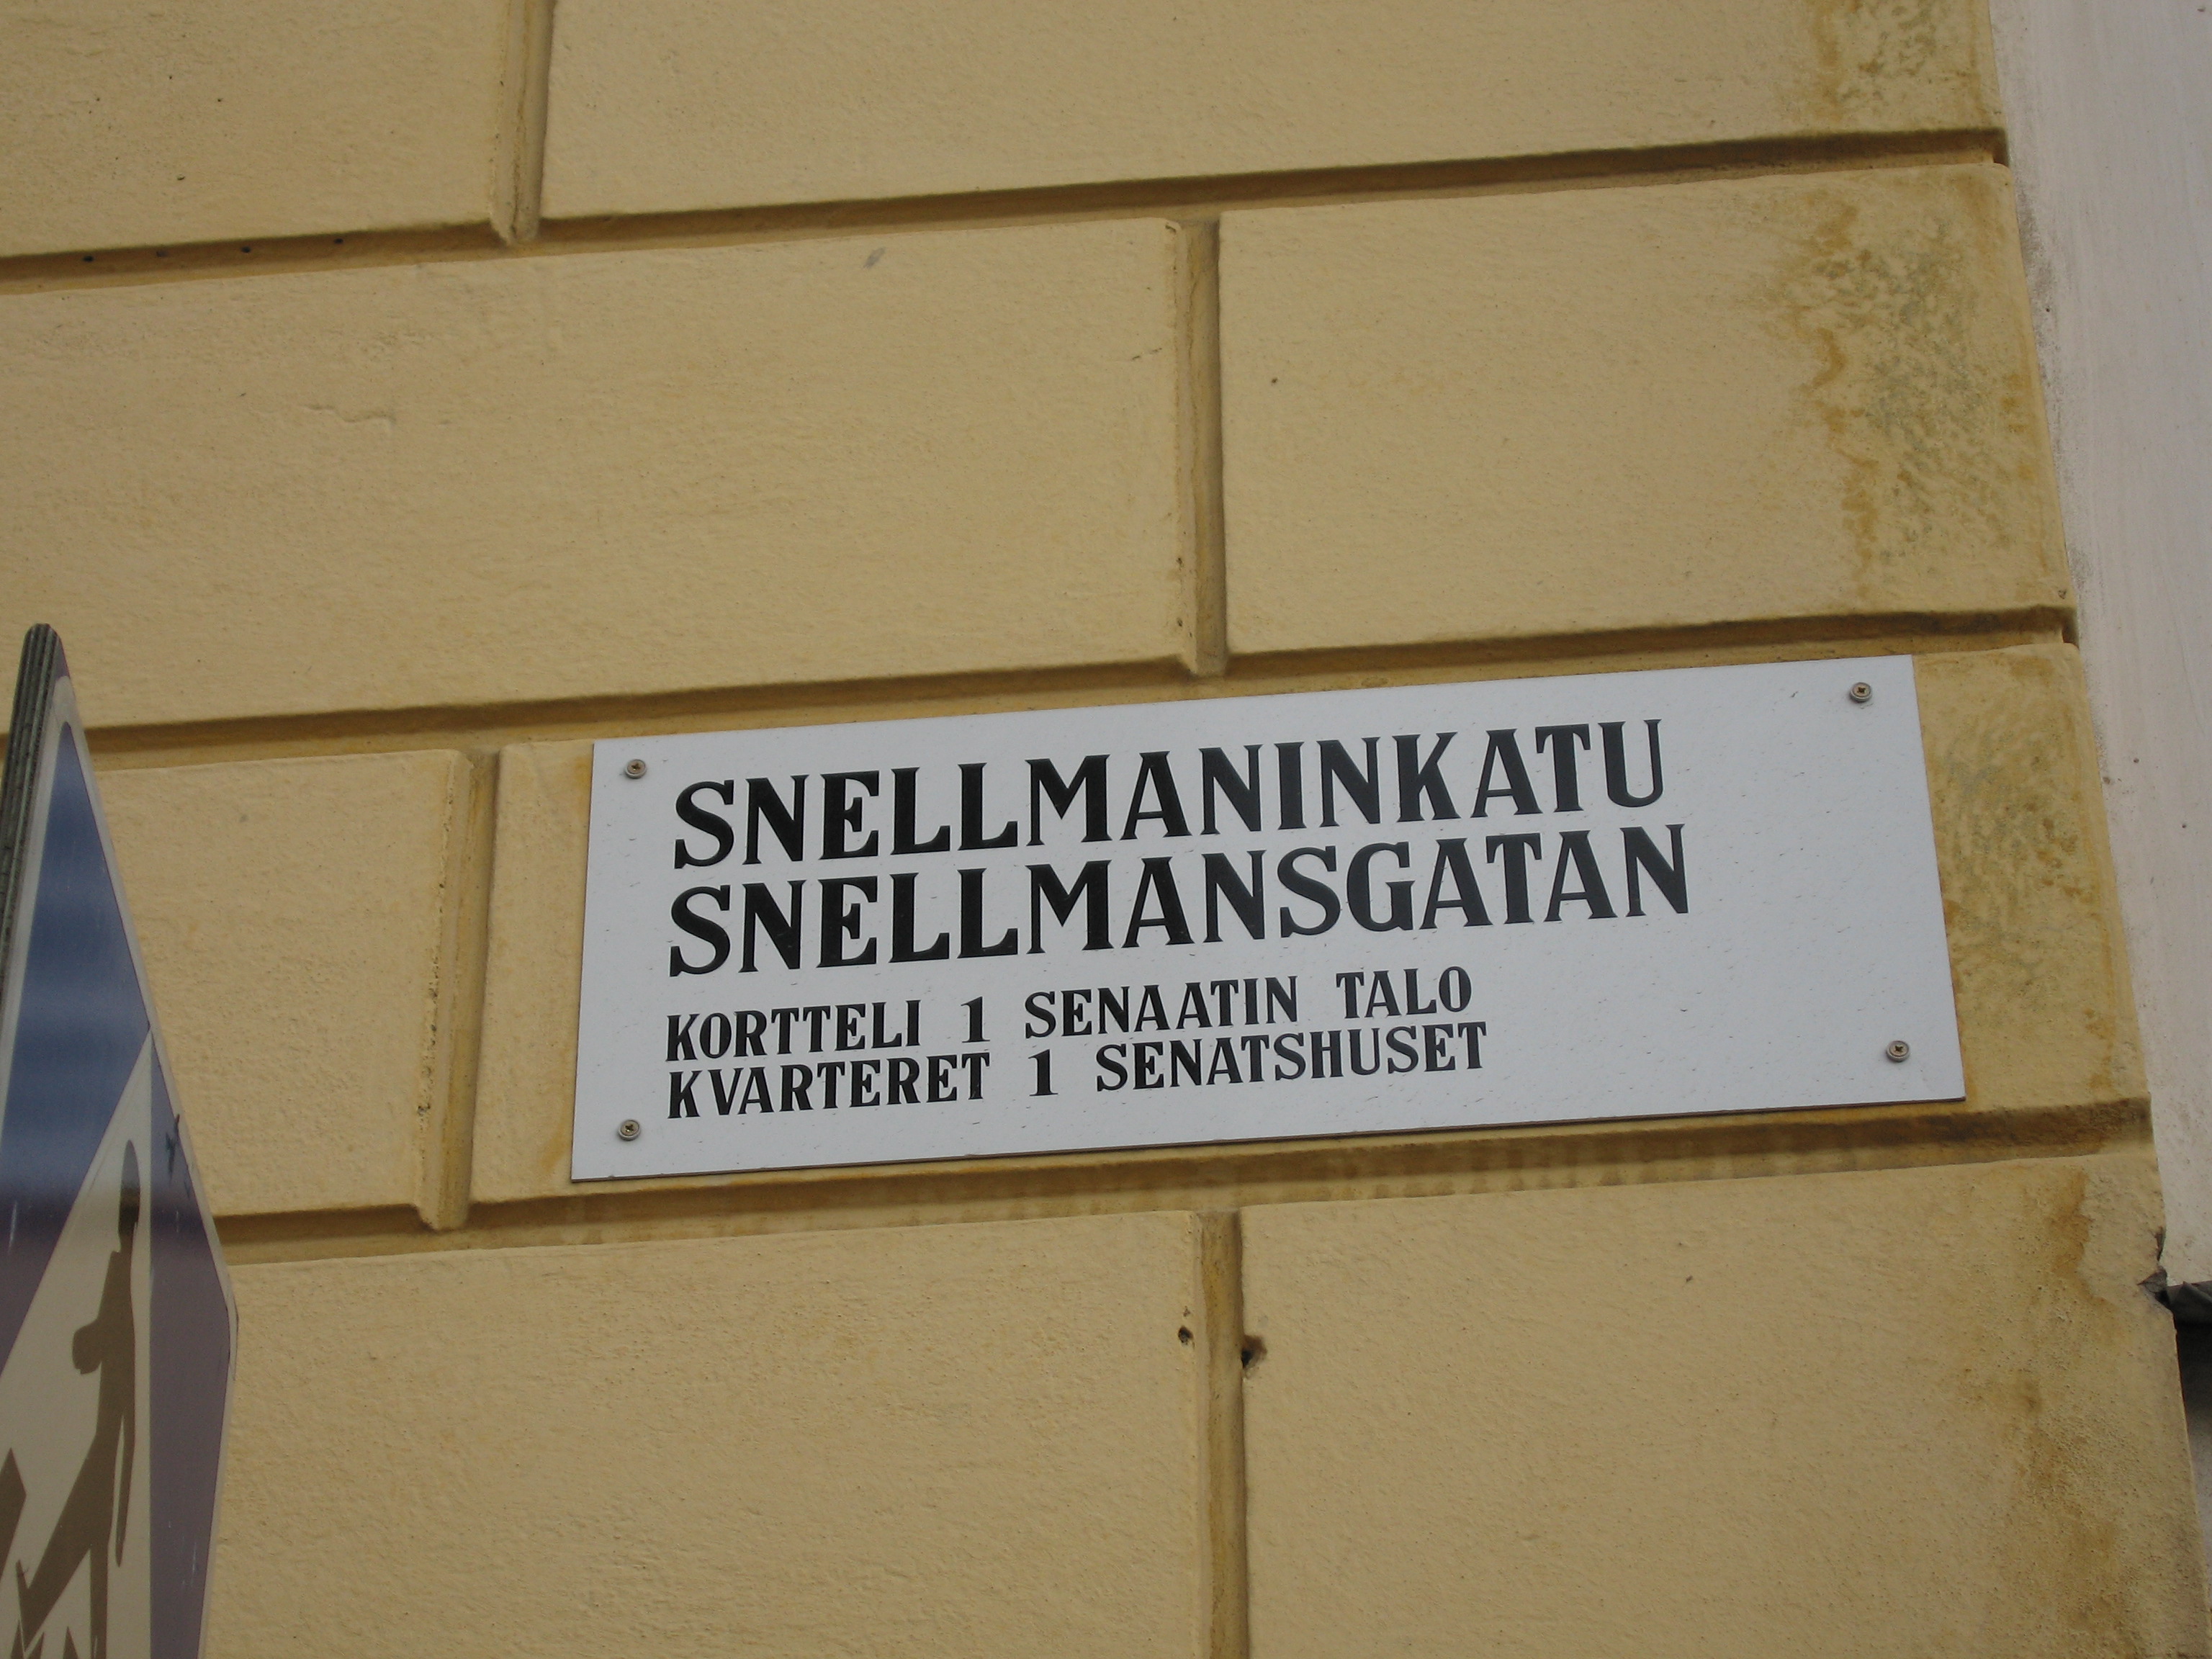 SNELLMANINKATU
SNELLMANSGATAN
KORTTELI 1 SENAATIN TALO
KVARTERET 1 SENATSHUSET